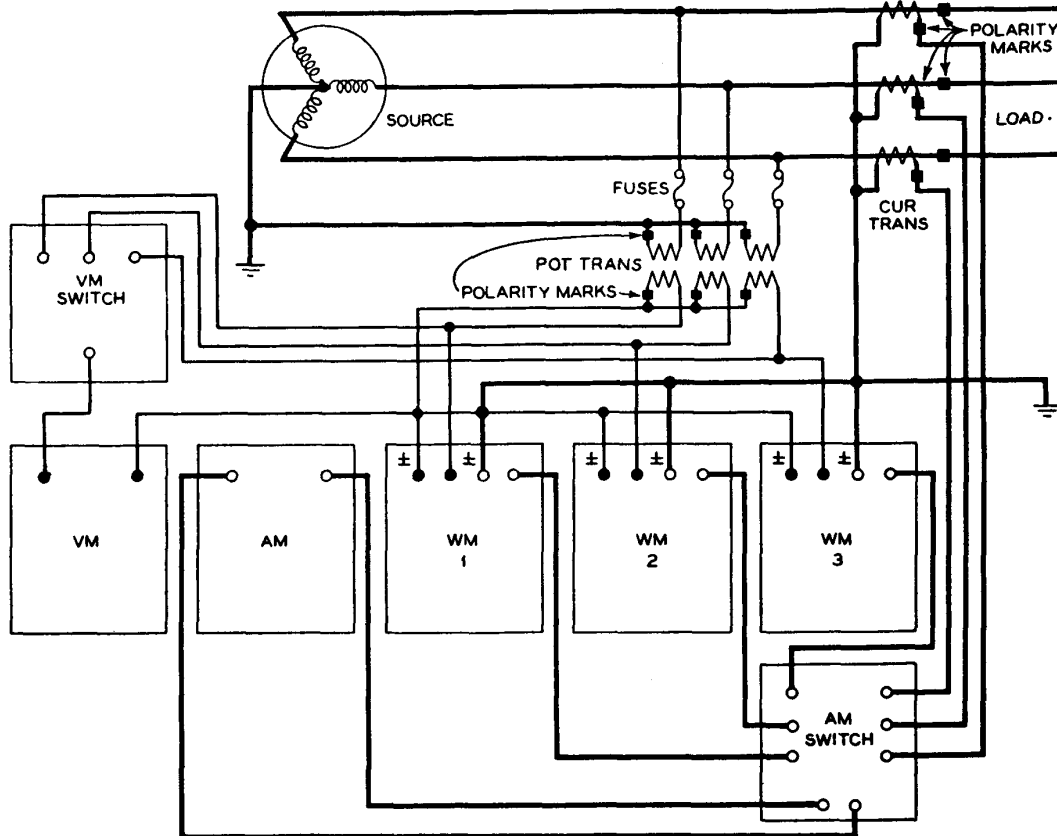 POLARITY
MARKS
SOURCE
LOAD.
FUSES
CUR
TRANS
POT TRANS
POLARITY MARKS
VM
SWITCH
± ± ± ± ± ±
VM
AM
WM
1
WM
2
WM
3
AM
SWITCH